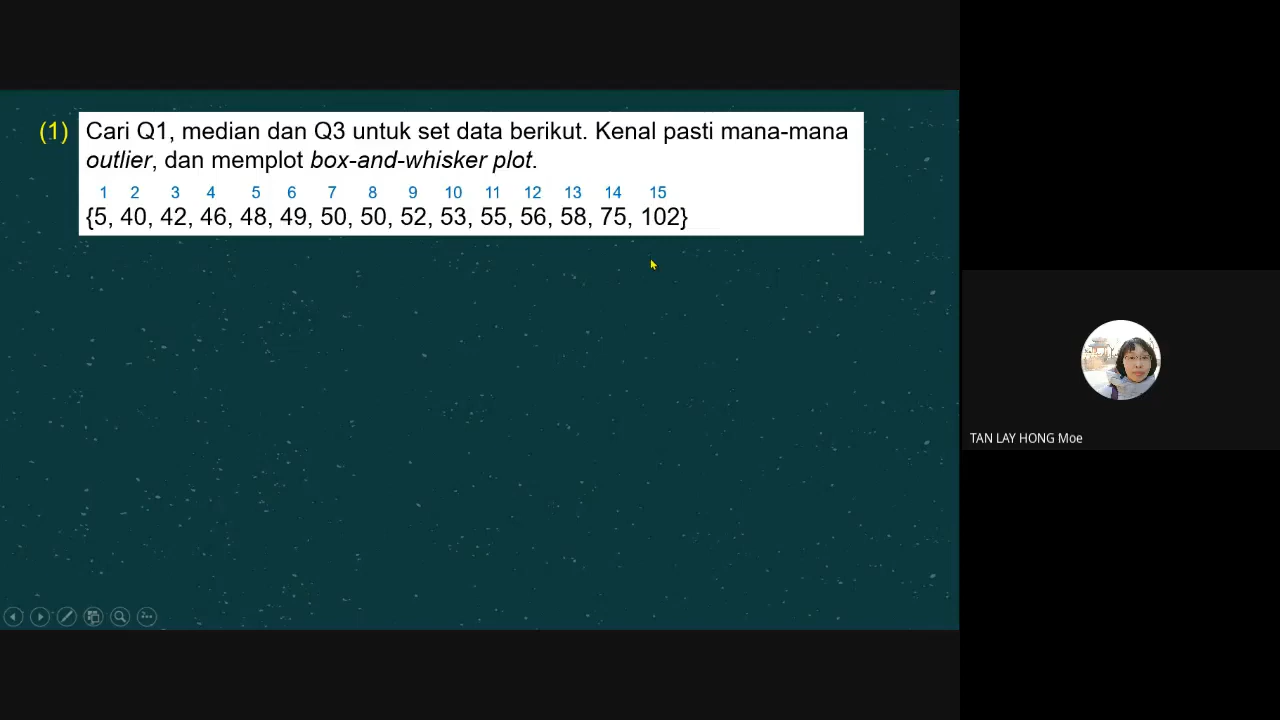 (1) Cari Q1, median dan Q3 untuk set data berikut. Kenal pasti mana-mana
outlier, dan memplot box-and-whisker plot.
1 2 3 4 5 6 7 8 9 10 11 12 13 14 15
{5, 40, 42, 46, 48, 49, 50, 50, 52, 53, 55, 56, 58, 75, 102}
TAN LAY HONG Moe